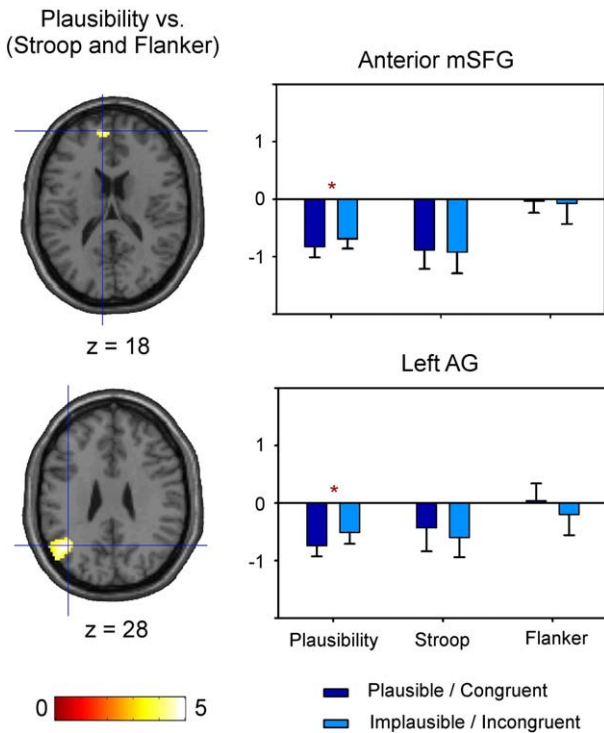 Plausibility vs.
(Stroop and Flanker)
Anterior mSFG
1
*
0
-1
z = 18
Left AG
1
*
0
-1
z = 28
Plausibility Stroop Flanker
0 5
Plausible / Congruent
Implausible / Incongruent